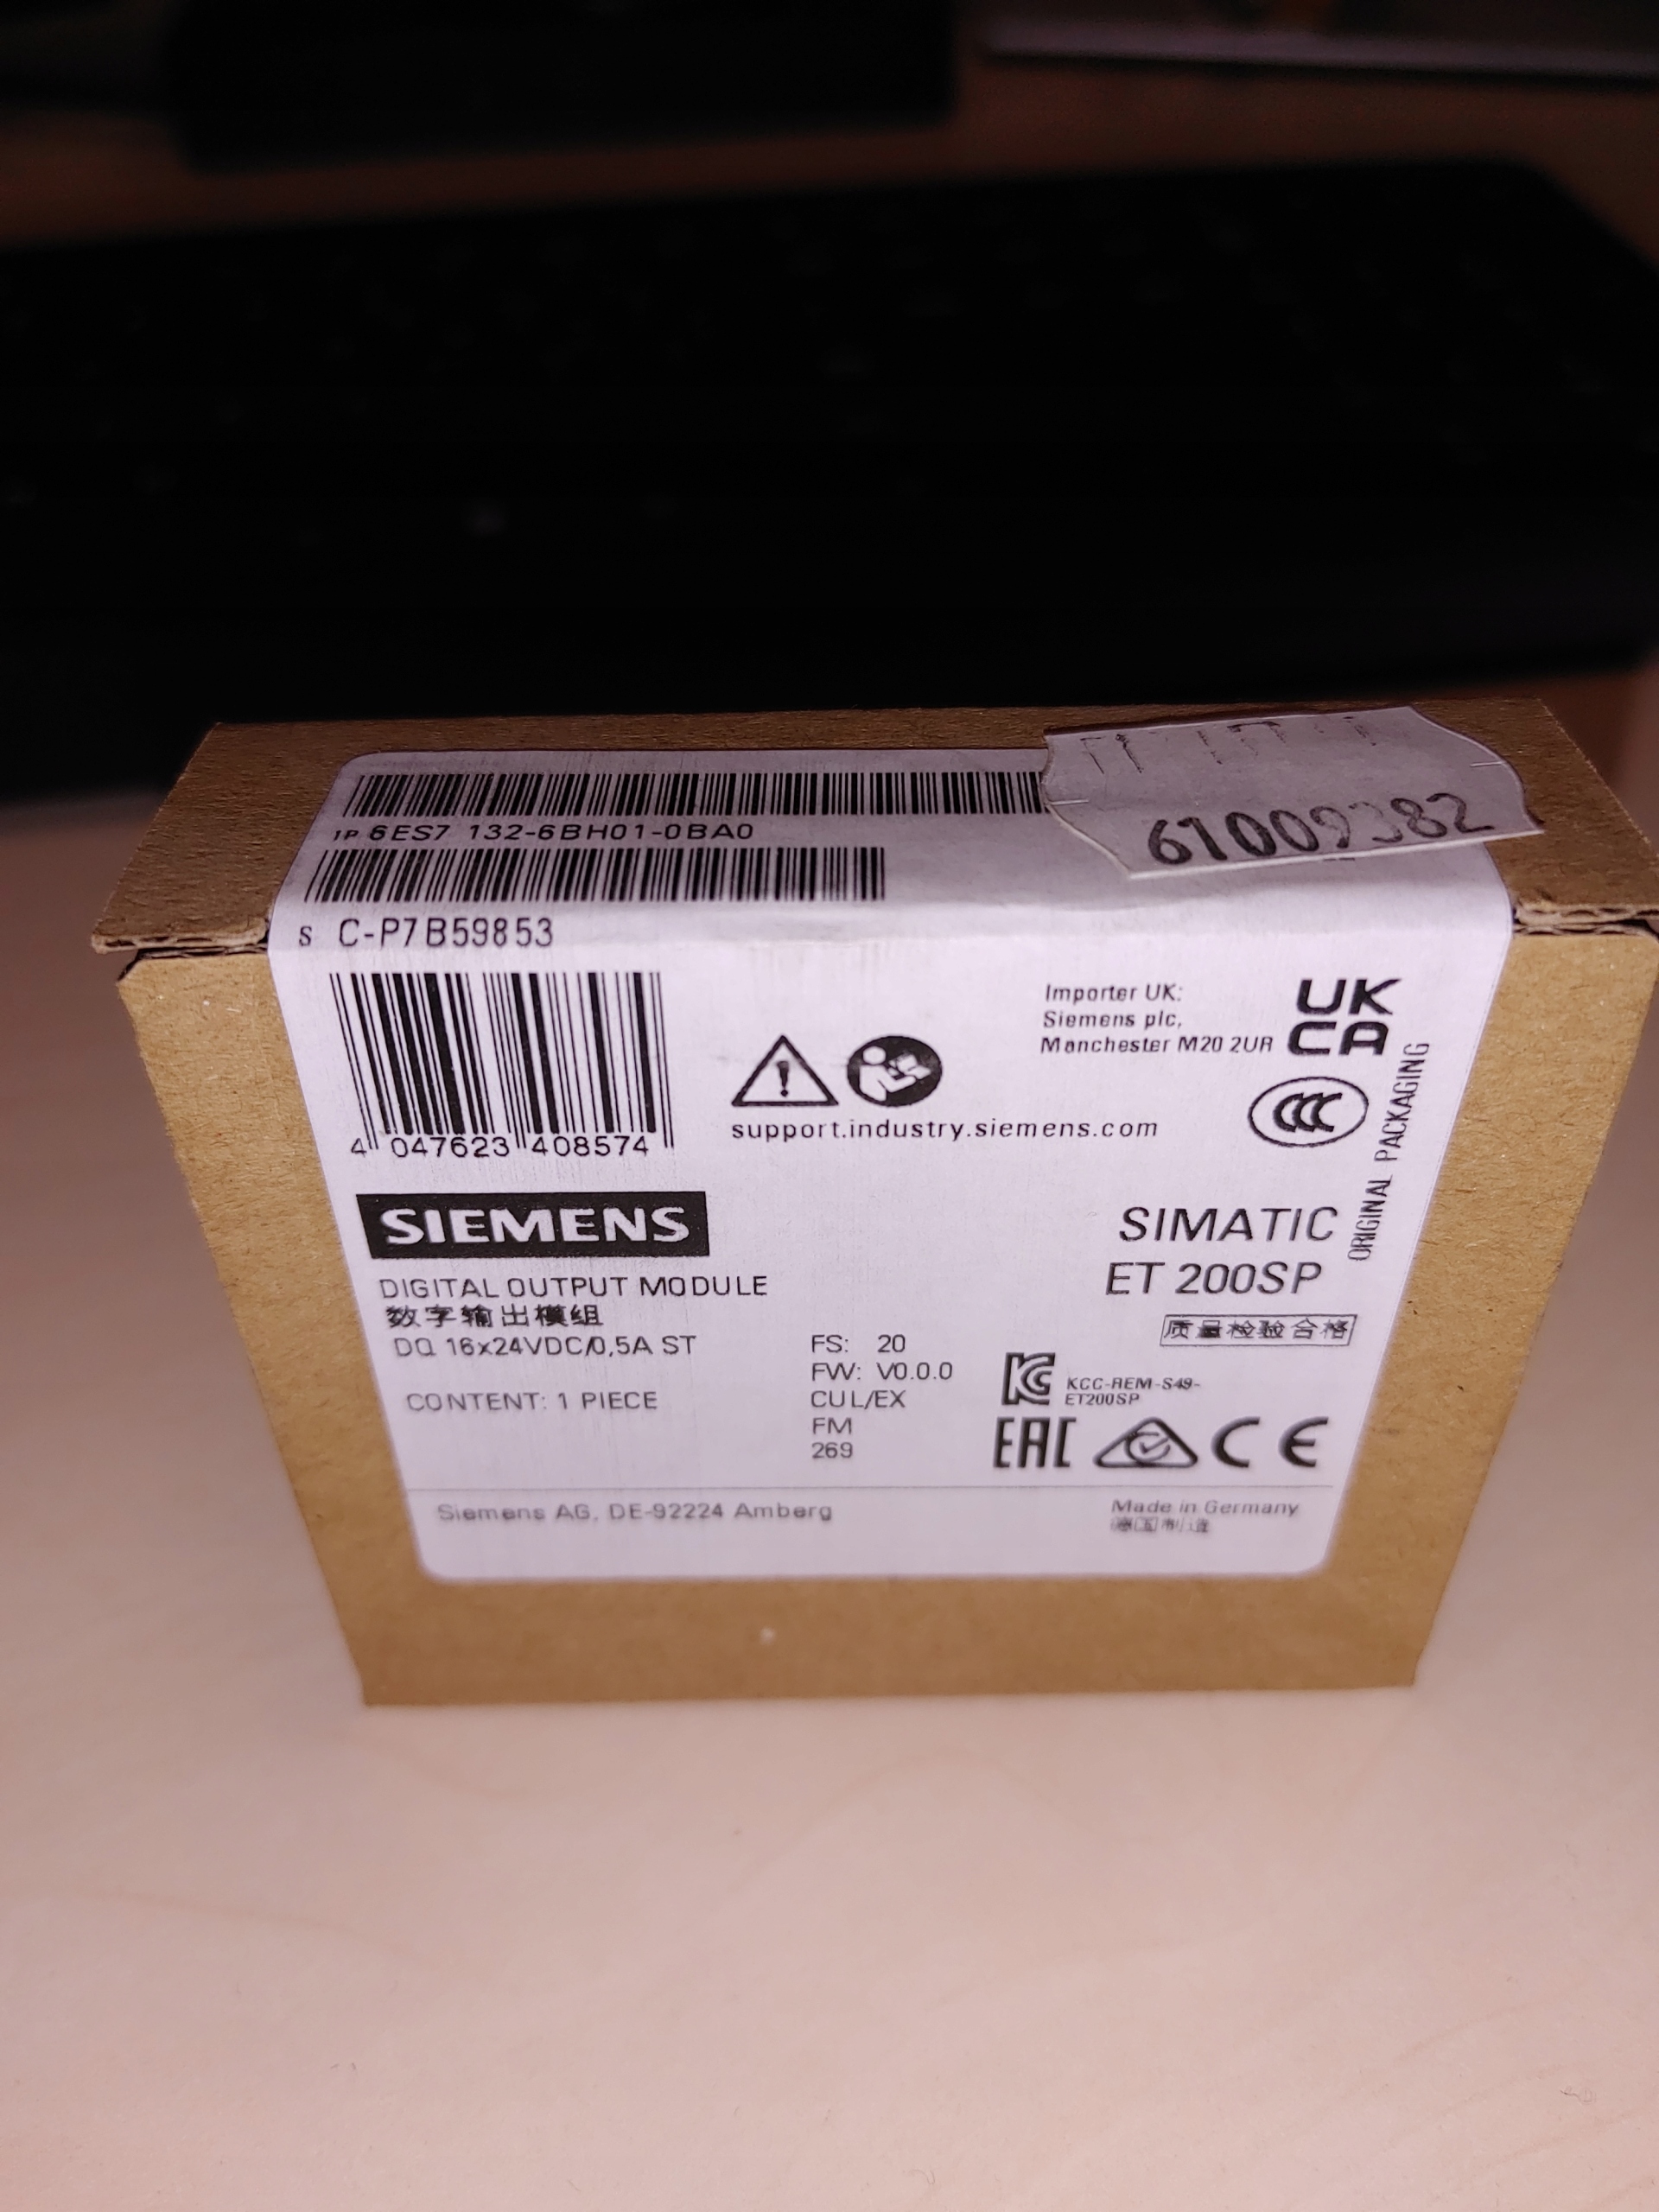 1P 6ES7 132-6BH01-0BA0
61009382
S C-P7B59853
4 047623 408574
support.industry.siemens.com
Importer UK:
Siemens plc,
Manchester M20 2UR
UK
CA
CCC
ORIGINAL PACKAGING
SIEMENS
SIMATIC
ET 200SP
DIGITAL OUTPUT MODULE
数字输出模组
DQ 16x24VDC/0,5A ST
CONTENT: 1 PIECE
质量检验合格
FS: 20
FW: V0.0.0
CUL/EX
FM
269
KCC-REM-S49-
ET200SP
EAC
CE
Siemens AG, DE-92224 Amberg
Made in Germany
德国制造